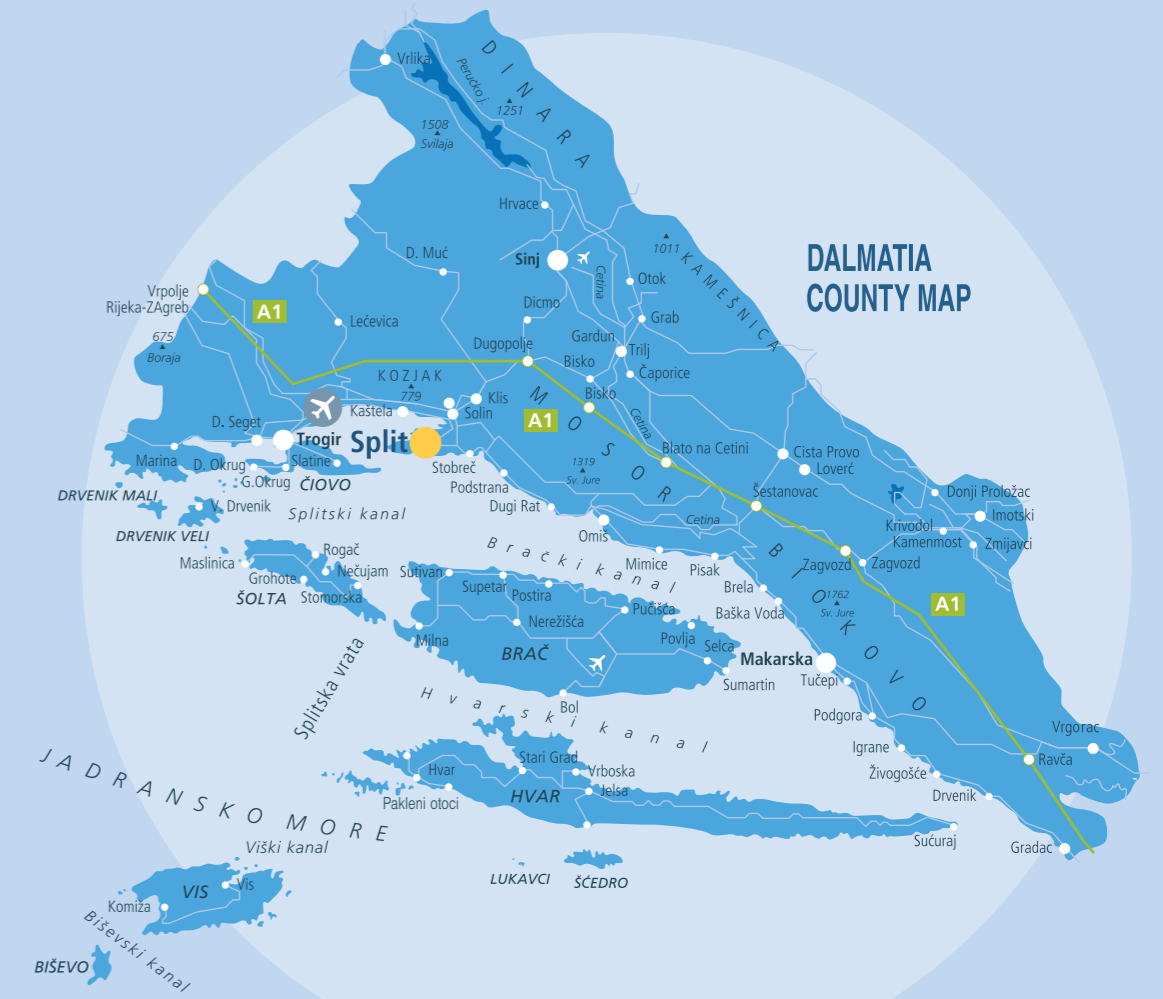 DALMATIA
COUNTY MAP
DINARA
Vrlika
Peručko j.
1251
1508
Svilaja
Hrvace
1011
KAMEŠNICA
D. Muć
Sinj
Cetina
Otok
Vrpolje
Rijeka-ZAgreb
A1
Dicmo
Grab
Lećevica
675
Boraja
Dugopolje
Gardun
Trilj
Bisko
Čaporice
KOZJAK
779
Bisko
Klis
Kaštela
Solin
A1
MOSOR
Cetina
D. Seget
Trogir
Split
Blato na Cetini
Cista Provo
Loverć
Marina
D. Okrug
Slatine
G.Okrug
ČIOVO
Stobreč
Podstrana
1319
Sv. Jure
Šestanovac
Donji Proložac
DRVENIK MALI
V. Drvenik
Splitski kanal
Dugi Rat
Cetina
Imotski
Krivodol
Kamenmost
Zmijavci
DRVENIK VELI
Omiš
Brački kanal
Mimice
Pisak
BIOKOVO
Zagvozd
Zagvozd
Maslinica
Rogač
Nečujam
Grohote
ŠOLTA
Stomorska
Sutivan
Supetar
Postira
Brela
1762
Sv. Jure
A1
Baška Voda
Pučišća
Nerežišća
Milna
Povlja
Selca
BRAČ
Makarska
Tučepi
Sumartin
Splitska vrata
Bol
Hvarski kanal
Podgora
Vrgorac
Igrane
Ravča
JADRANSKO MORE
Stari Grad
Hvar
Vrboska
Živogošće
Pakleni otoci
HVAR
Jelsa
Drvenik
Sućuraj
Gradac
Viški kanal
LUKAVCI
ŠĆEDRO
VIS
Vis
Komiža
Biševski kanal
BIŠEVO